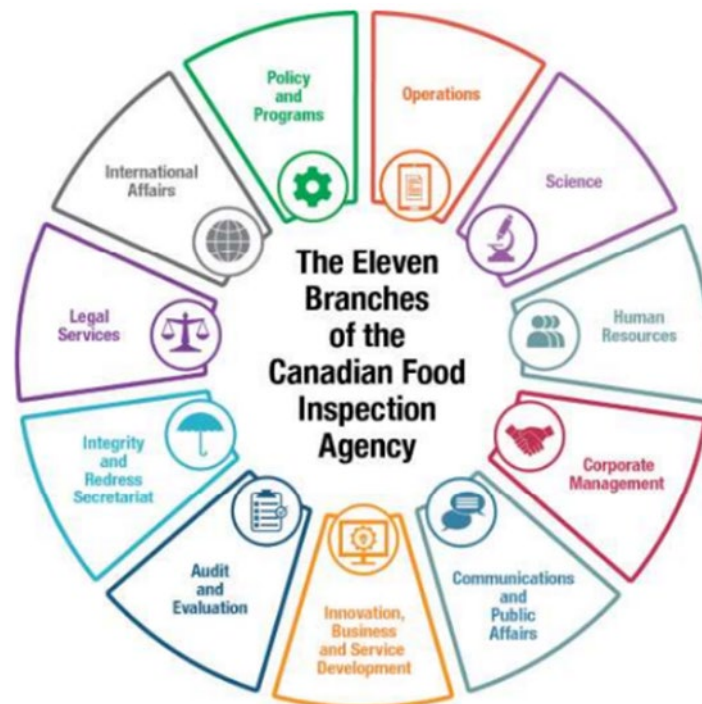 The Eleven
Branches
of the
Canadian Food
Inspection
Agency
Policy
and
Programs
Operations
Science
Human
Resources
Corporate
Management
Communications
and
Public
Affairs
Innovation,
Business
and Service
Development
Audit
and
Evaluation
Integrity
and
Redress
Secretariat
Legal
Services
International
Affairs